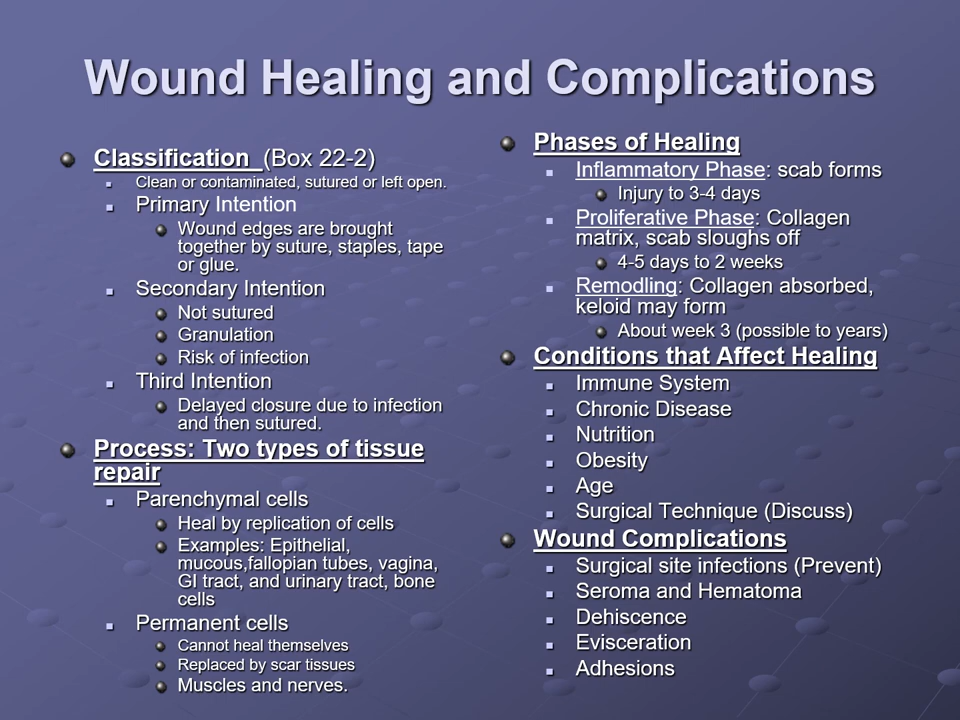 Wound Healing and Complications
Classification (Box 22-2)
Clean or contaminated, sutured or left open.
Primary Intention
Wound edges are brought
together by suture, staples, tape
or glue.
Secondary Intention
Not sutured
Granulation
Risk of infection
Third Intention
Delayed closure due to infection
and then sutured.
Process: Two types of tissue
repair
Parenchymal cells
Heal by replication of cells
Examples: Epithelial,
mucous,fallopian tubes, vagina,
GI tract, and urinary tract, bone
cells
Permanent cells
Cannot heal themselves
Replaced by scar tissues
Muscles and nerves.
Phases of Healing
Inflammatory Phase: scab forms
Injury to 3-4 days
Proliferative Phase: Collagen
matrix, scab sloughs off
4-5 days to 2 weeks
Remodling: Collagen absorbed,
keloid may form
About week 3 (possible to years)
Conditions that Affect Healing
Immune System
Chronic Disease
Nutrition
Obesity
Age
Surgical Technique (Discuss)
Wound Complications
Surgical site infections (Prevent)
Seroma and Hematoma
Dehiscence
Evisceration
Adhesions